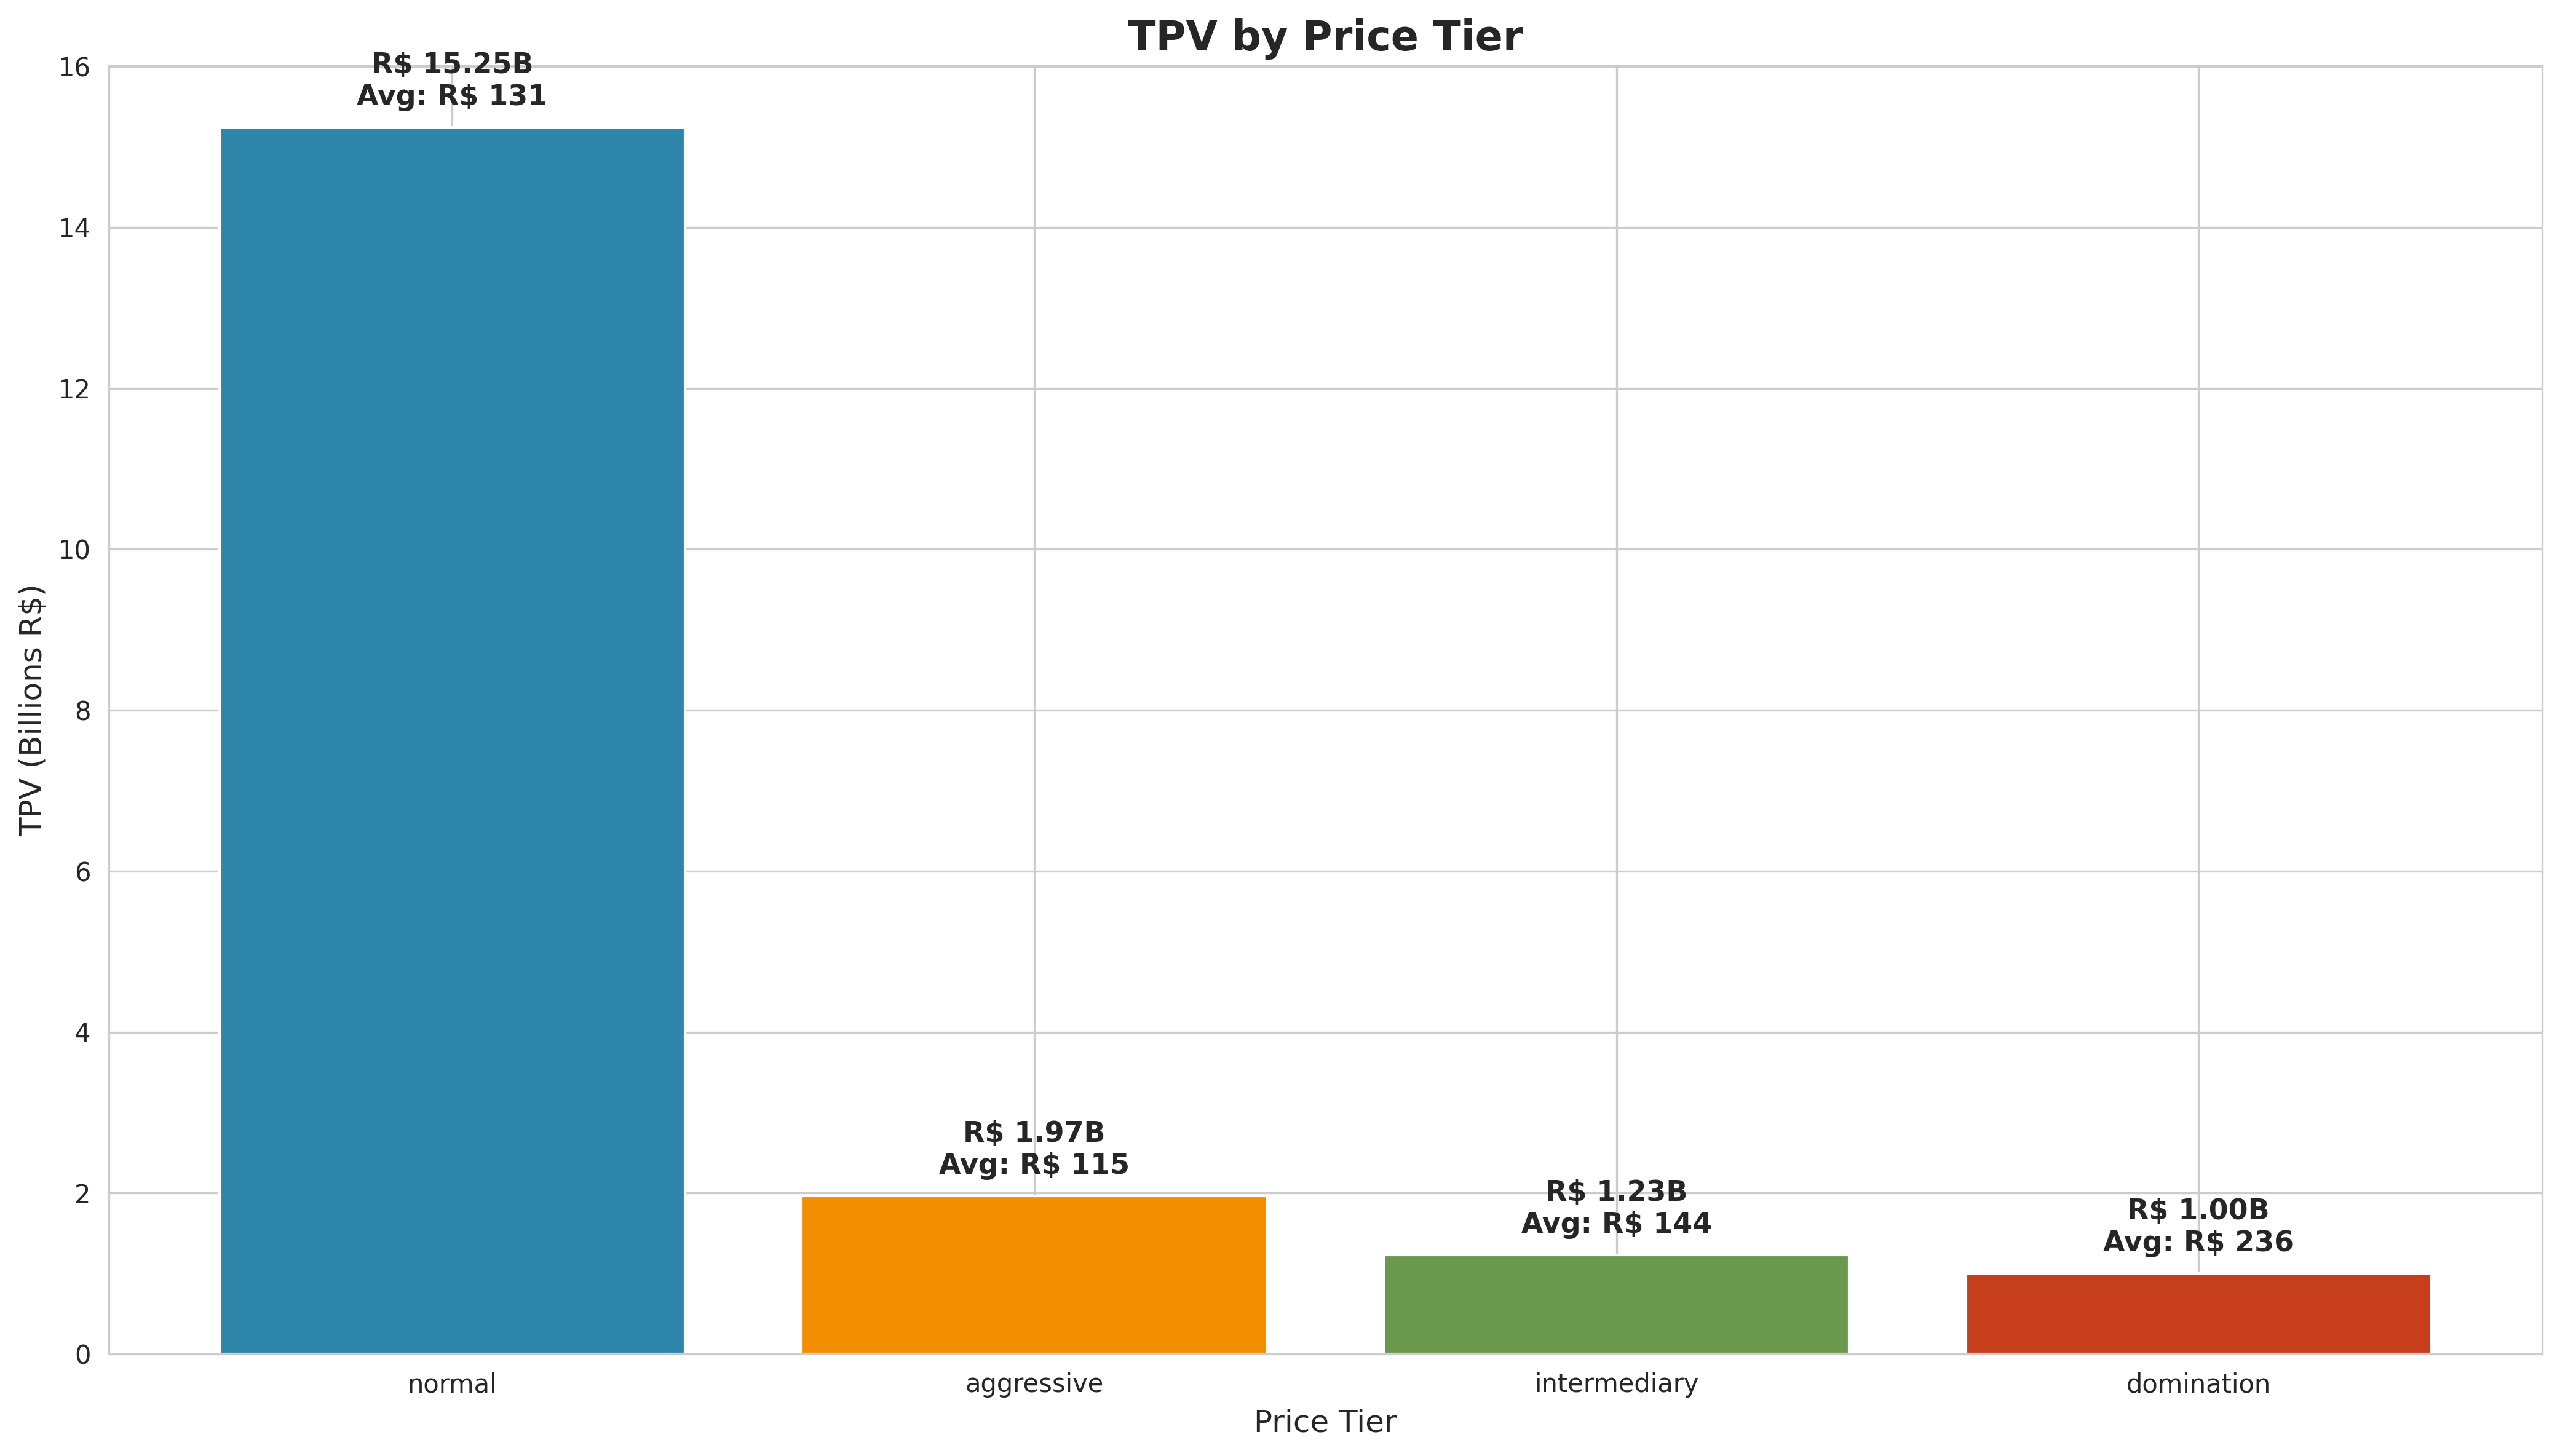 TPV by Price Tier
R$ 15.25B
Avg: R$ 131
R$ 1.97B
Avg: R$ 115
R$ 1.23B
Avg: R$ 144
R$ 1.00B
Avg: R$ 236
TPV (Billions R$)
16
14
12
10
8
6
4
2
0
normal
aggressive
intermediary
domination
Price Tier